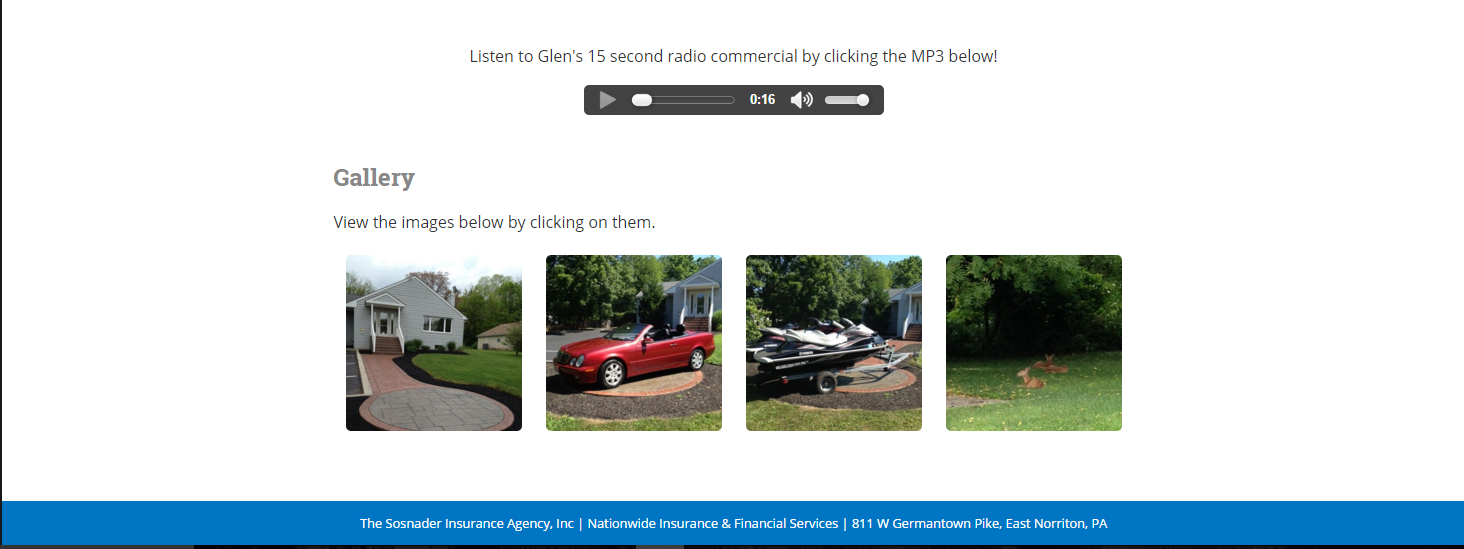 Listen to Glen's 15 second radio commercial by clicking the MP3 below!
0:16
Gallery
View the images below by clicking on them.
The Sosnader Insurance Agency, Inc | Nationwide Insurance & Financial Services | 811 W Germantown Pike, East Norriton, PA